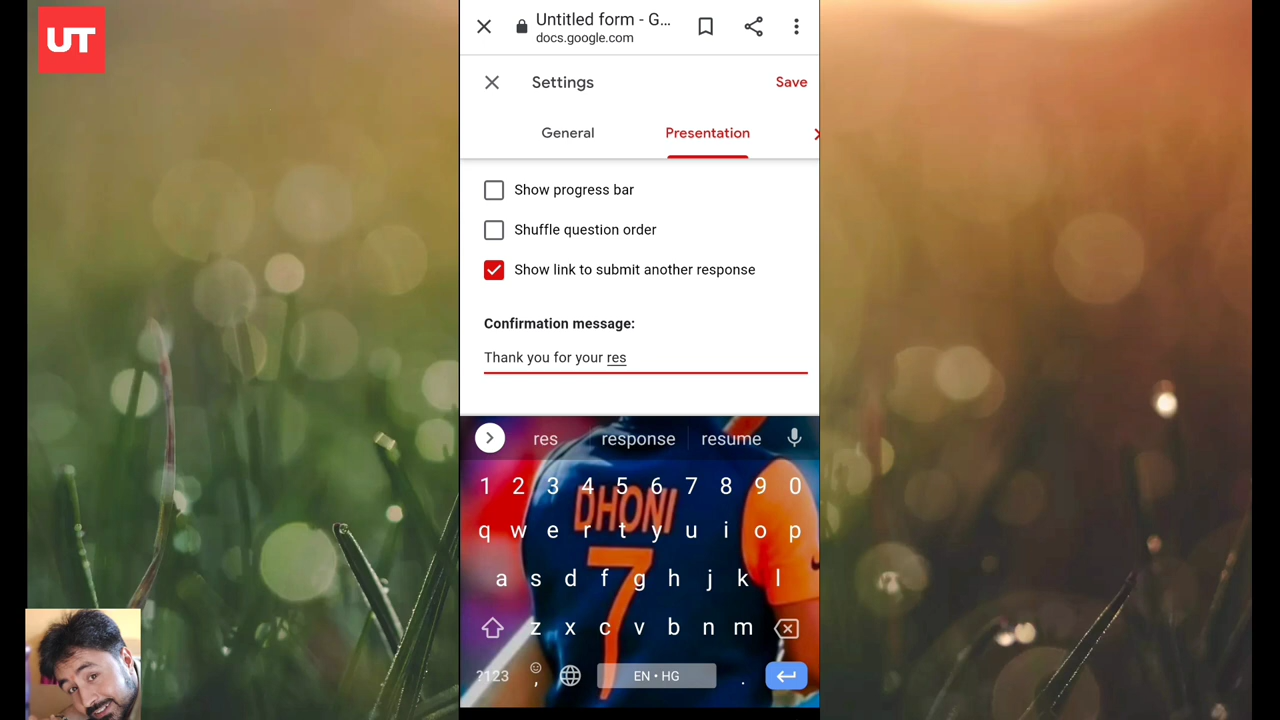 UT
Untitled form - G...
docs.google.com
Settings
Save
General
Presentation
Show progress bar
Shuffle question order
Show link to submit another response
Confirmation message:
Thank you for your res
res response resume
DHONI
7
1 2 3 4 5 6 7 8 9 0
q w e r t y u i o p
a s d f g h j k l
z x c v b n m
?123 , EN • HG .